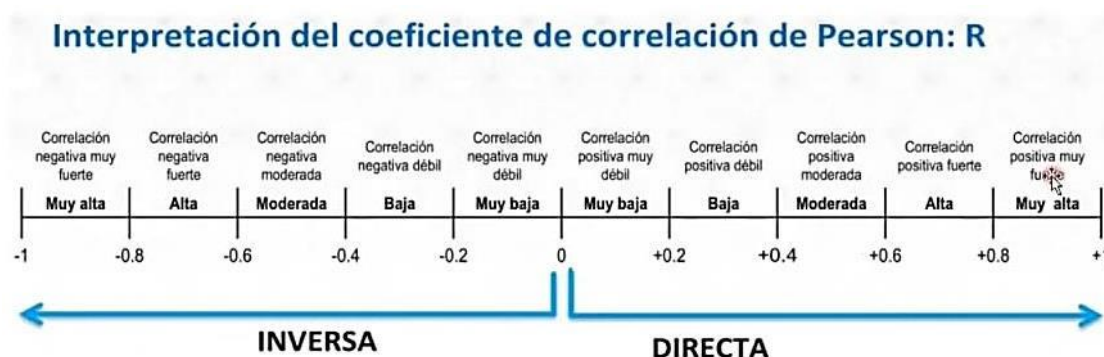 Interpretación del coeficiente de correlación de Pearson: R
Correlación
negativa muy
fuerte
Correlación
negativa
fuerte
Correlación
negativa
moderada
Correlación
negativa débil
Correlación
negativa muy
débil
Correlación
positiva muy
débil
Correlación
positiva débil
Correlación
positiva
moderada
Correlación
positiva fuerte
Correlación
positiva muy
Muy alta Alta Moderada Baja Muy baja Muy baja Baja Moderada Alta Muy alta
-1 -0.8 -0.6 -0.4 -0.2 0 +0.2 +0.4 +0.6 +0.8
INVERSA DIRECTA